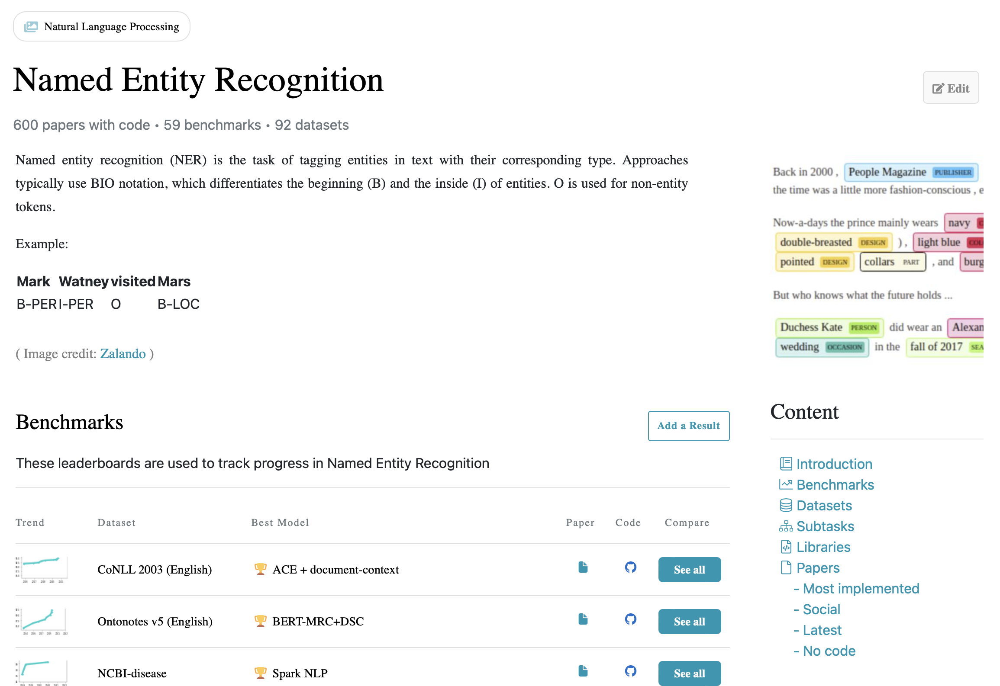 Natural Language Processing
Named Entity Recognition
Edit
600 papers with code • 59 benchmarks • 92 datasets
Named entity recognition (NER) is the task of tagging entities in text with their corresponding type. Approaches
typically use BIO notation, which differentiates the beginning (B) and the inside (I) of entities. O is used for non-entity
tokens.
Example:
Mark Watney visited Mars
B-PER I-PER O B-LOC
( Image credit: Zalando )
Back in 2000 , People Magazine PUBLISHER
the time was a little more fashion-conscious , e
Now-a-days the prince mainly wears navy
double-breasted DESIGN ) , light blue COL
pointed DESIGN collars PART , and burg
But who knows what the future holds ...
Duchess Kate PERSON did wear an Alexan
wedding OCCASION in the fall of 2017 SEA
Benchmarks
Add a Result
These leaderboards are used to track progress in Named Entity Recognition
Trend Dataset Best Model Paper Code Compare
CoNLL 2003 (English) ACE + document-context See all
Ontonotes v5 (English) BERT-MRC+DSC See all
NCBI-disease Spark NLP See all
Content
Introduction
Benchmarks
Datasets
Subtasks
Libraries
Papers
- Most implemented
- Social
- Latest
- No code